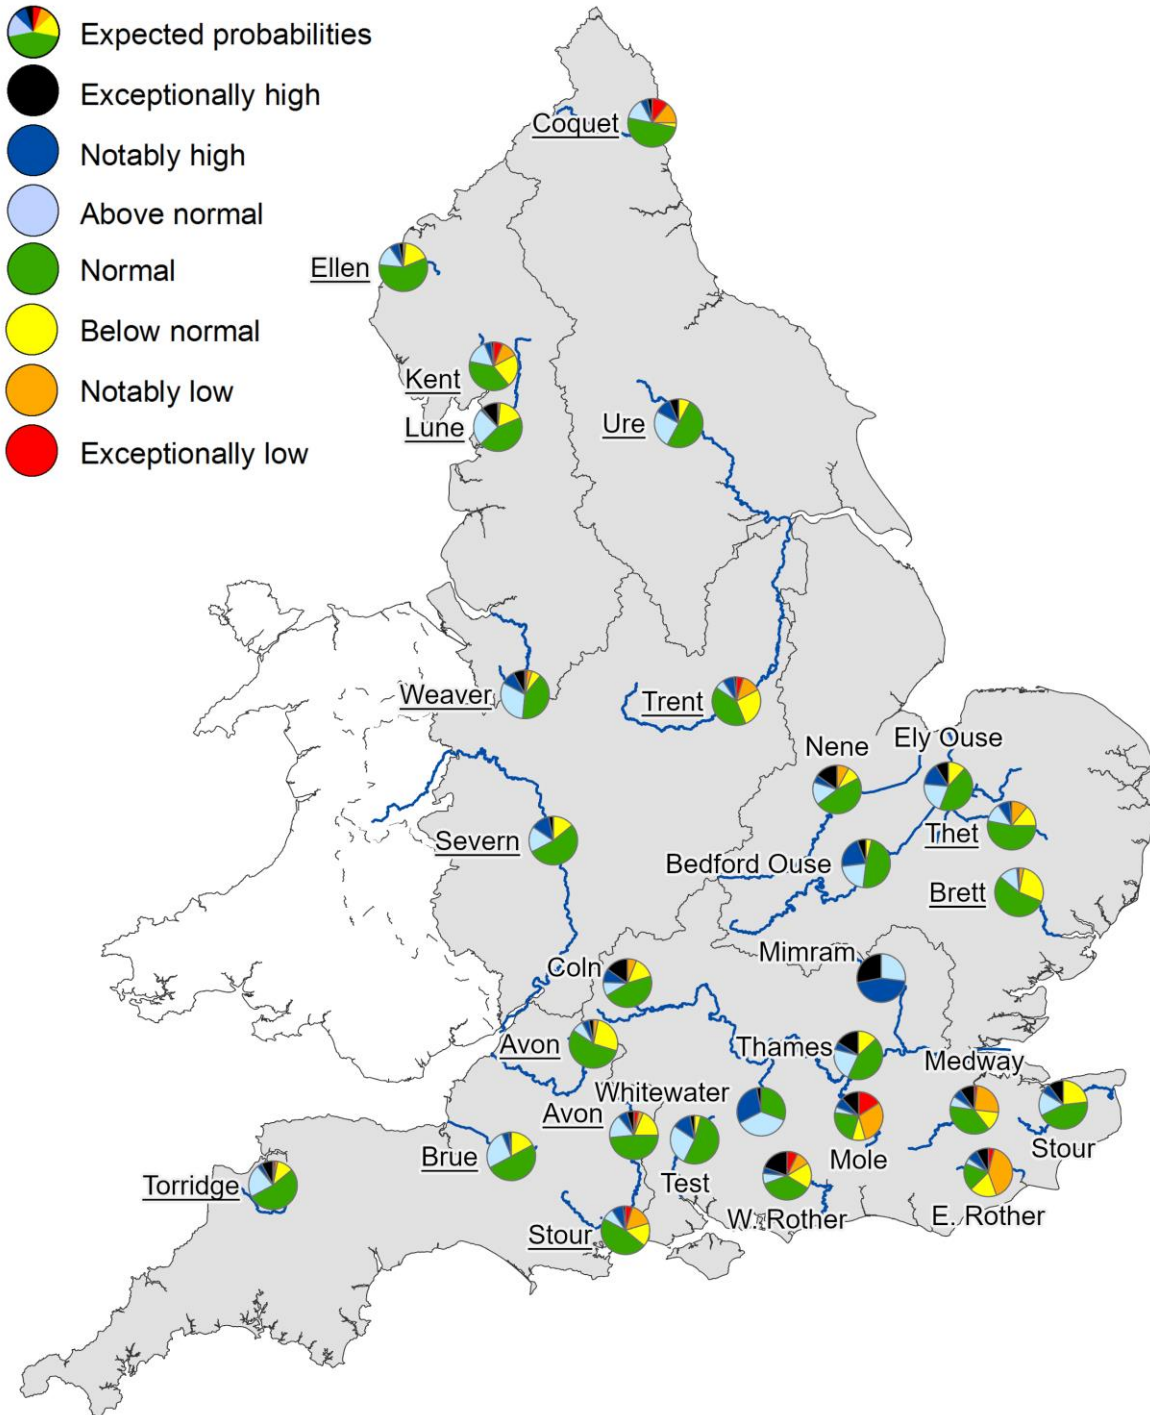 Expected probabilities
Exceptionally high
Notably high
Above normal
Normal
Below normal
Notably low
Exceptionally low
Coquet
Ellen
Kent
Lune
Ure
Weaver
Trent
Nene
Ely Ouse
Thet
Severn
Bedford Ouse
Brett
Mimram
Coln
Avon
Thames
Medway
Whitewater
Avon
Mole
Stour
Brue
Test
W. Rother
E. Rother
Torridge
Stour